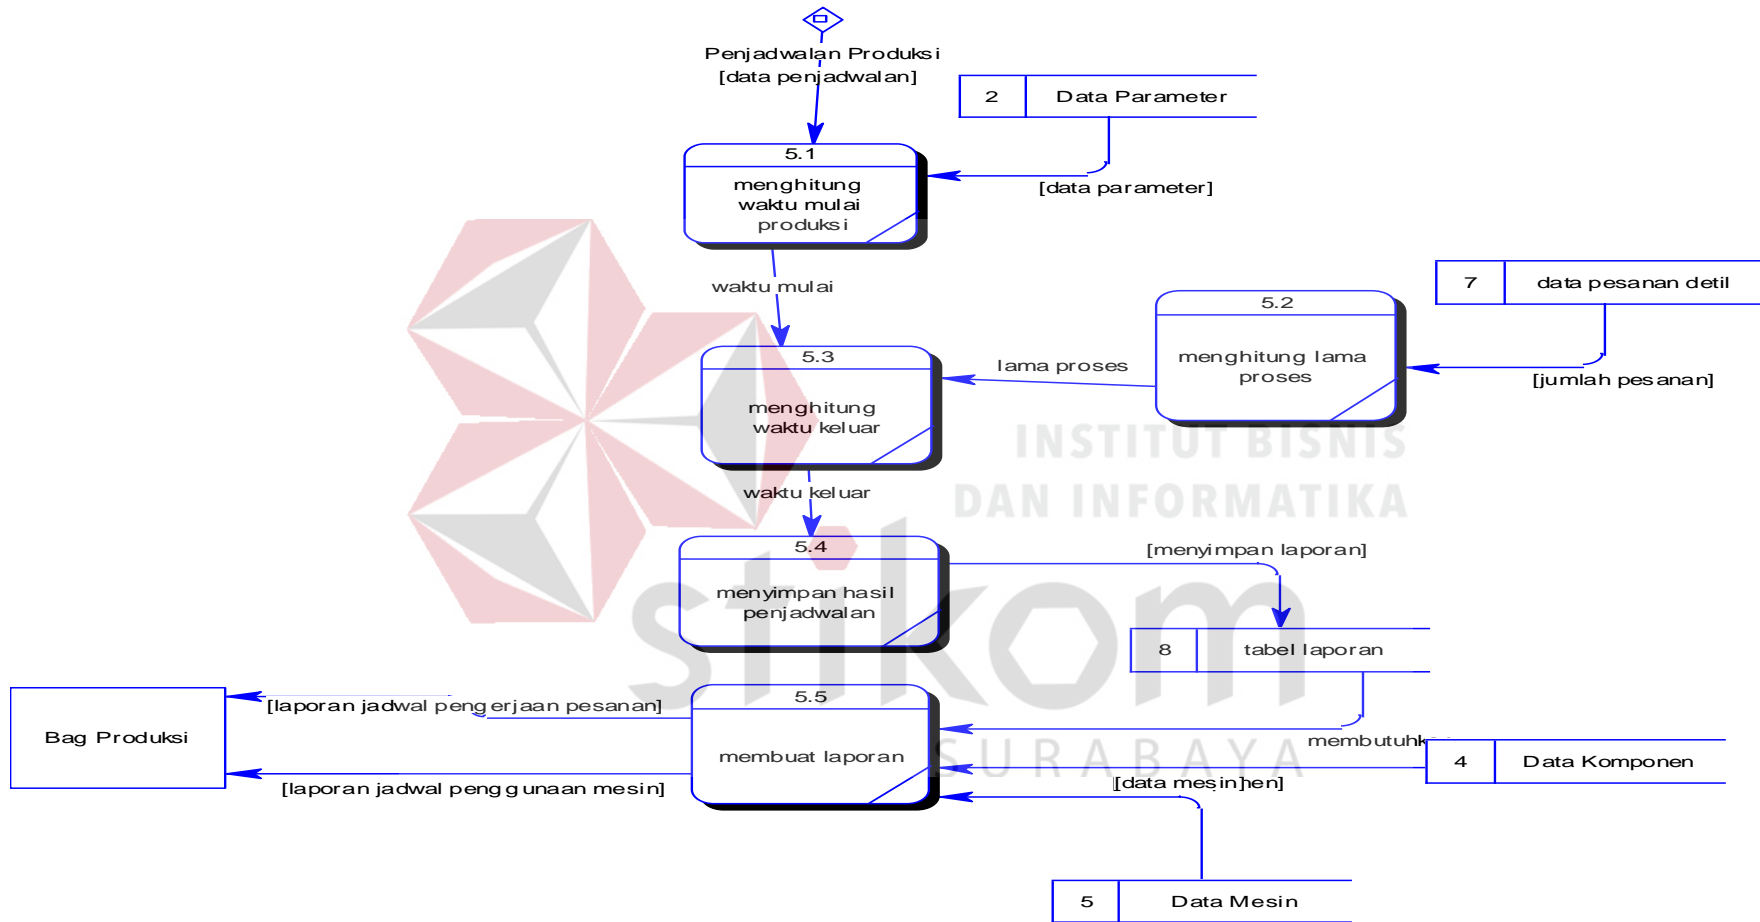 Penjadwalan Produksi
[data penjadwalan]
2 Data Parameter
5.1
menghitung
waktu mulai
produksi
[data parameter]
waktu mulai
7 data pesanan detil
5.2
menghitung lama
proses
[jumlah pesanan]
lama proses
5.3
menghitung
waktu keluar
INSTITUT BISNIS
DAN INFORMATIKA
waktu keluar
5.4
menyimpan hasil
penjadwalan
[menyimpan laporan]
stikom
8 tabel laporan
5.5
membuat laporan
[laporan jadwal pengerjaan pesanan]
Bag Produksi
[laporan jadwal penggunaan mesin]
SURABAYA
4 Data Komponen
[data mesin]
5 Data Mesin